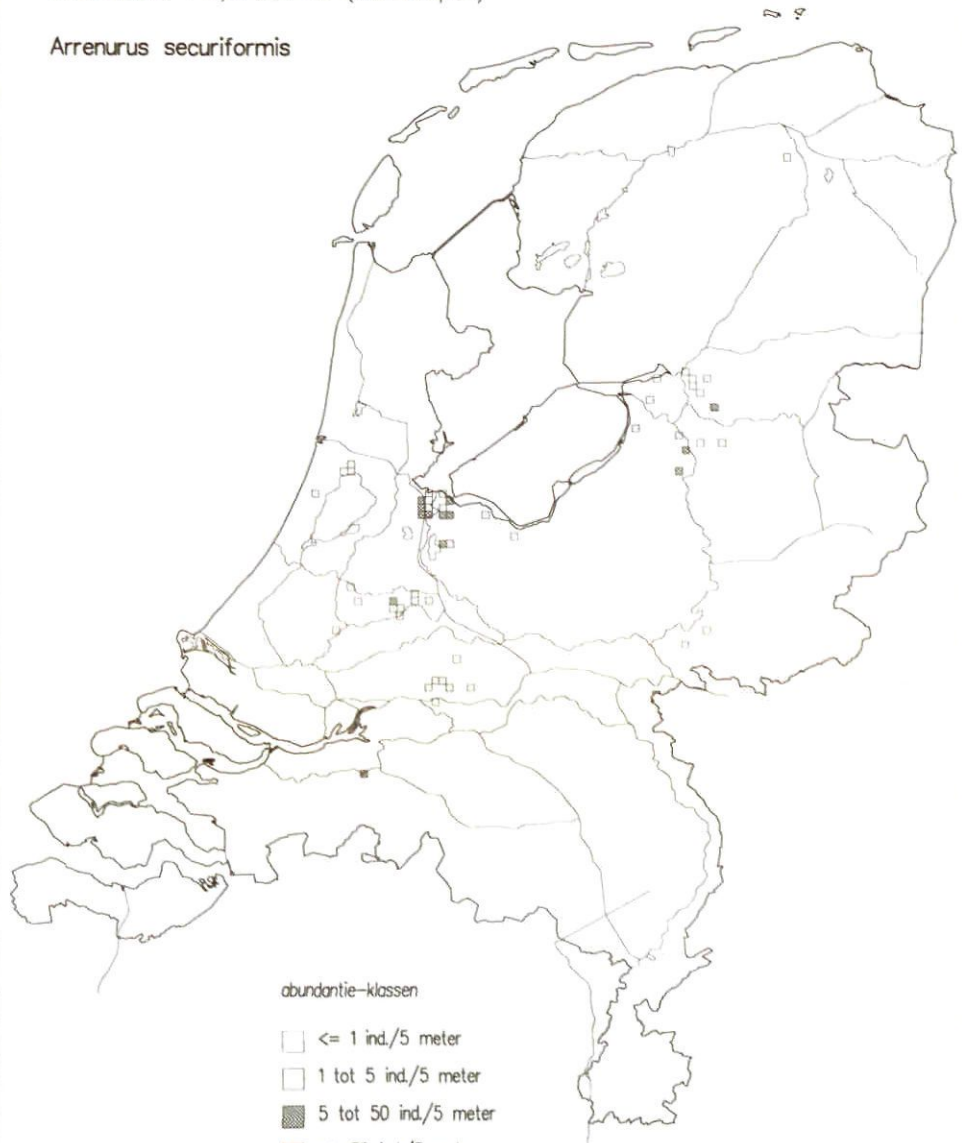 Arrenurus securiformis
abundantie-klassen
<= 1 ind./5 meter
1 tot 5 ind./5 meter
5 tot 50 ind./5 meter